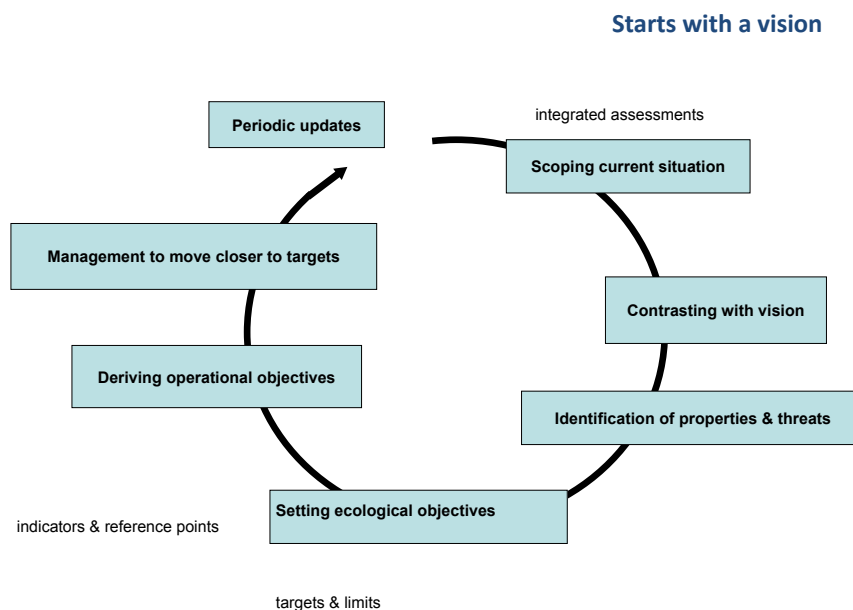 Starts with a vision
integrated assessments
Periodic updates
Scoping current situation
Management to move closer to targets
Contrasting with vision
Deriving operational objectives
Identification of properties & threats
Setting ecological objectives
indicators & reference points
targets & limits